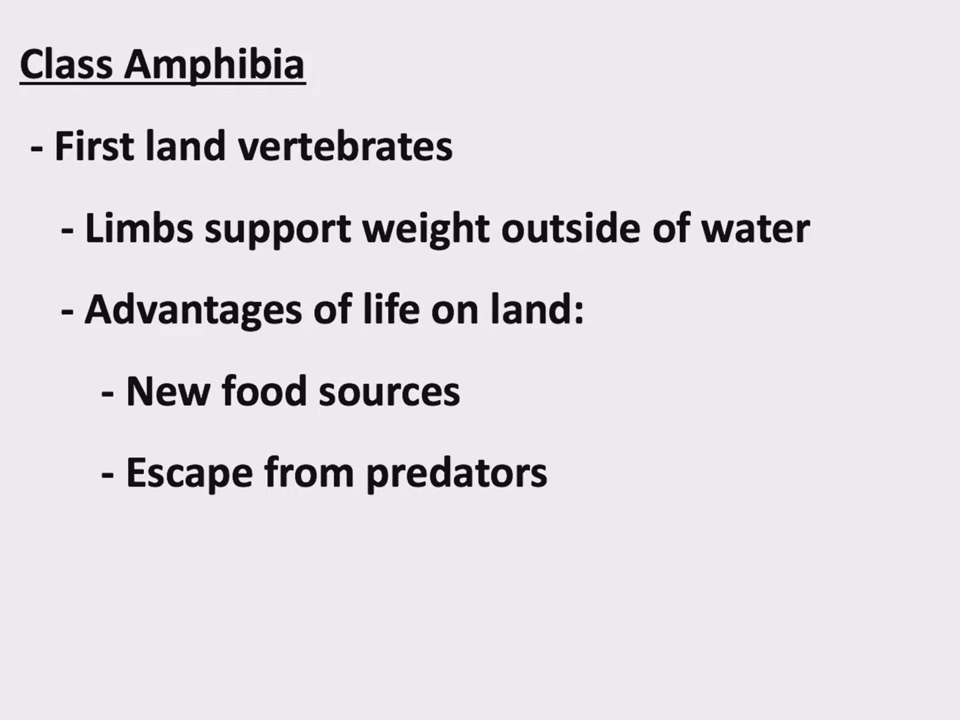 Class Amphibia
- First land vertebrates
- Limbs support weight outside of water
- Advantages of life on land:
- New food sources
- Escape from predators